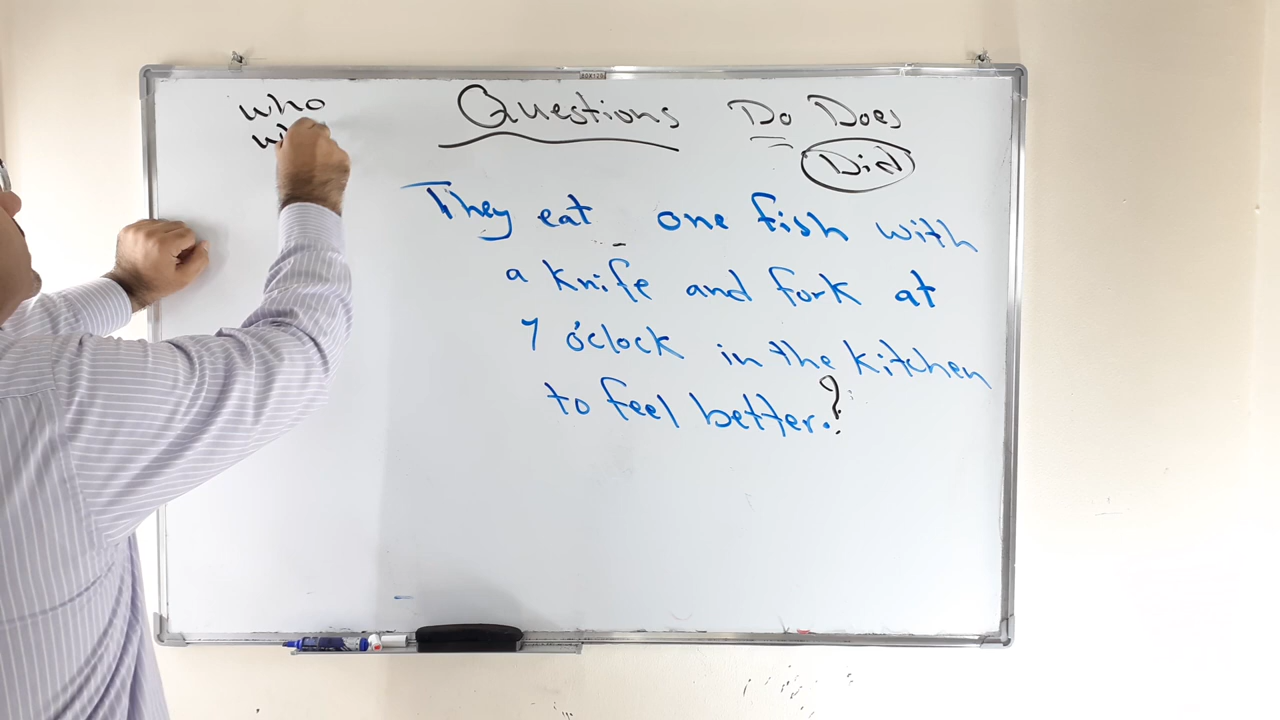 who
Questions Do Does
Did
They eat one fish with
a knife and fork at
7 o'clock in the kitchen
to feel better.?